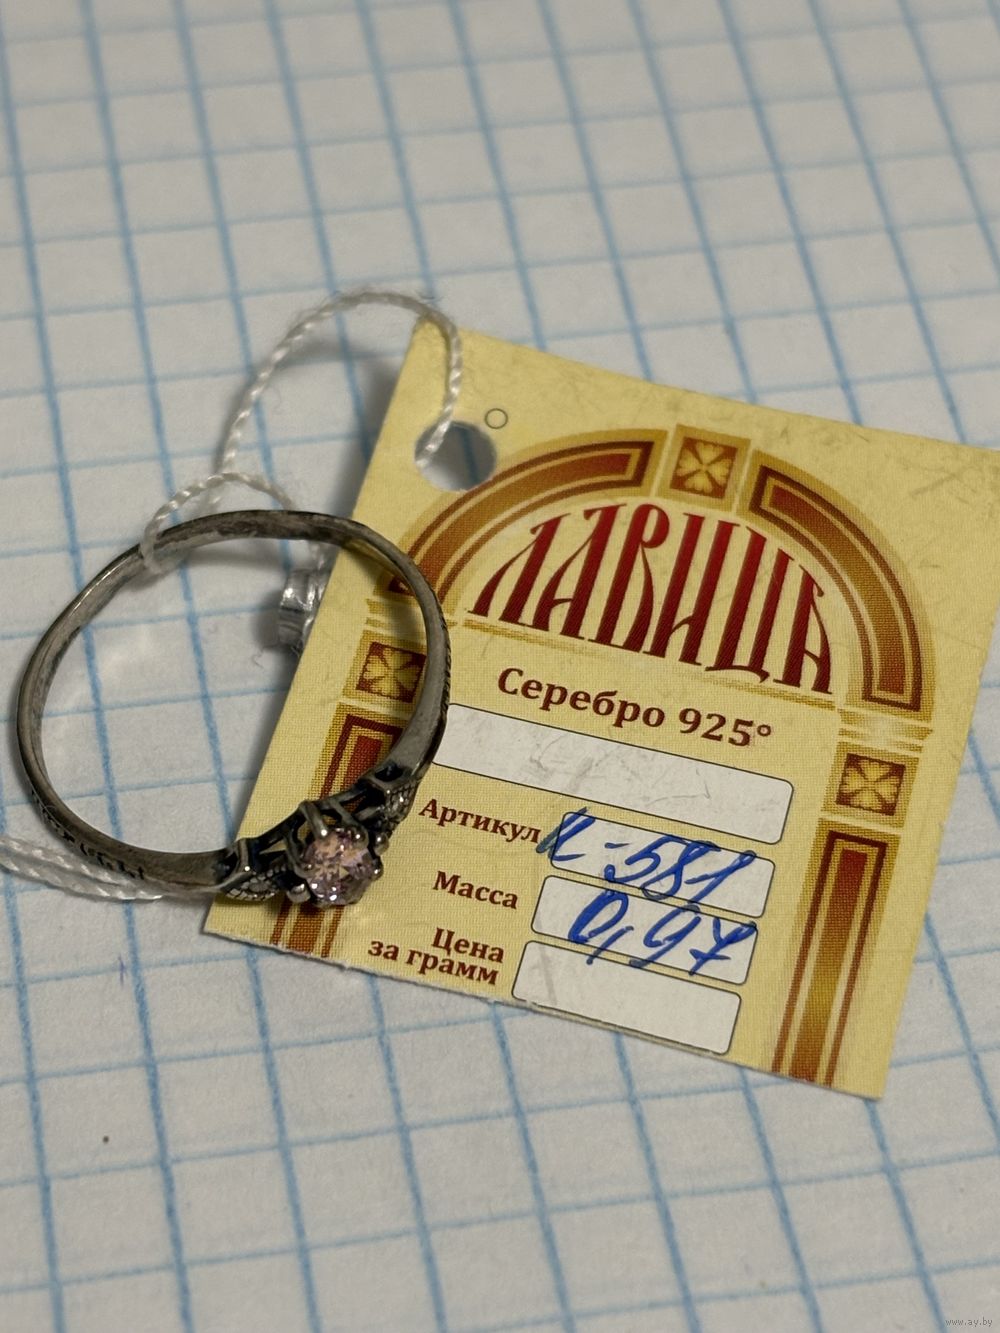 ЛАВИЦА
Серебро 925°
Артикул К-581
Масса 0,97
Цена
за грамм
www.ay.by